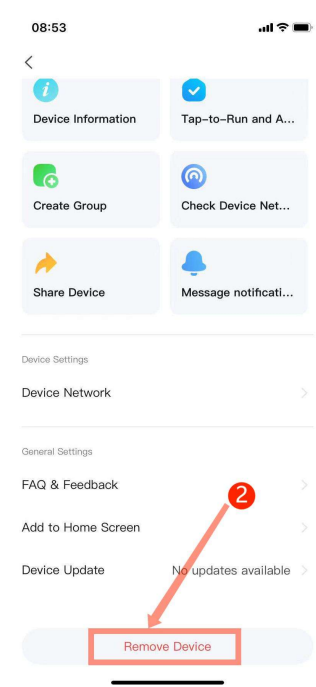 08:53
Device Information
Tap-to-Run and A...
Create Group
Check Device Net...
Share Device
Message notificati...
Device Settings
Device Network
General Settings
FAQ & Feedback
2
Add to Home Screen
Device Update No updates available
Remove Device